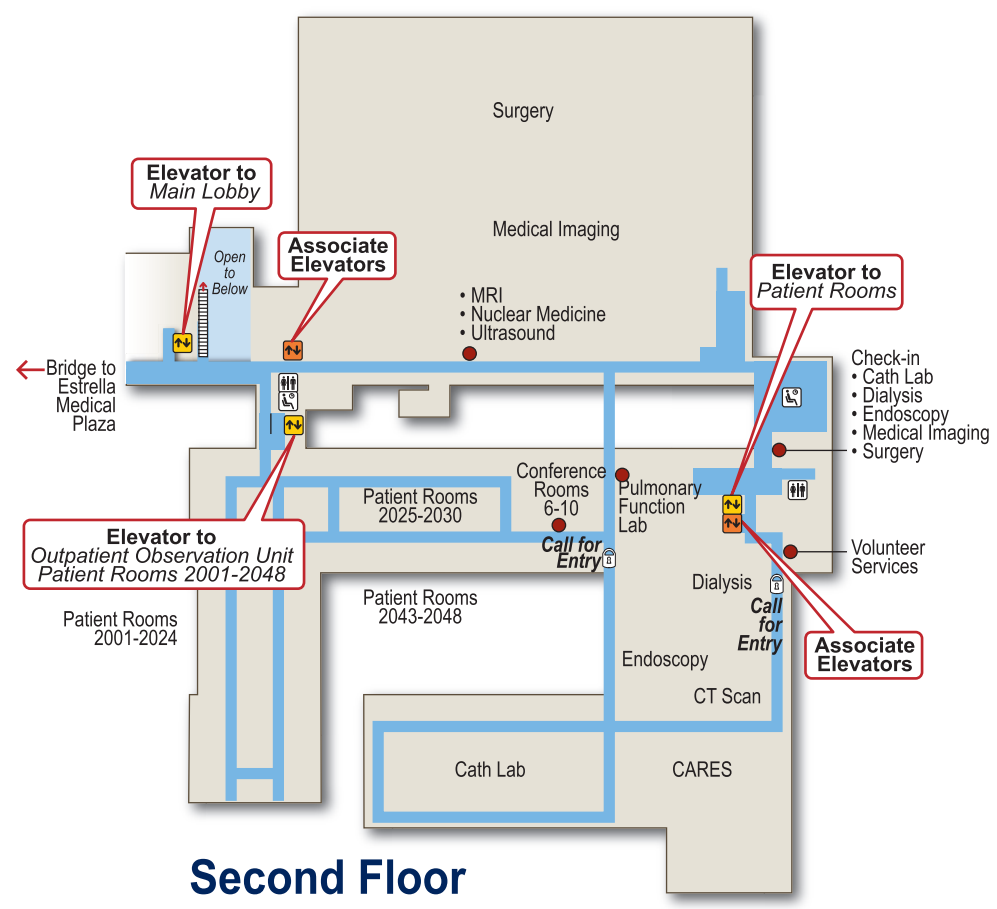 Surgery
Elevator to
Main Lobby
Medical Imaging
Associate
Elevators
Open
to
Below
Elevator to
Patient Rooms
• MRI
• Nuclear Medicine
• Ultrasound
Bridge to
Estrella
Medical
Plaza
Check-in
• Cath Lab
• Dialysis
• Endoscopy
• Medical Imaging
• Surgery
Conference
Rooms
6-10
Pulmonary
Function
Lab
Patient Rooms
2025-2030
Elevator to
Outpatient Observation Unit
Patient Rooms 2001-2048
Call for
Entry
Volunteer
Services
Dialysis
Patient Rooms
2043-2048
Call
for
Entry
Patient Rooms
2001-2024
Associate
Elevators
Endoscopy
CT Scan
Cath Lab
CARES
Second Floor